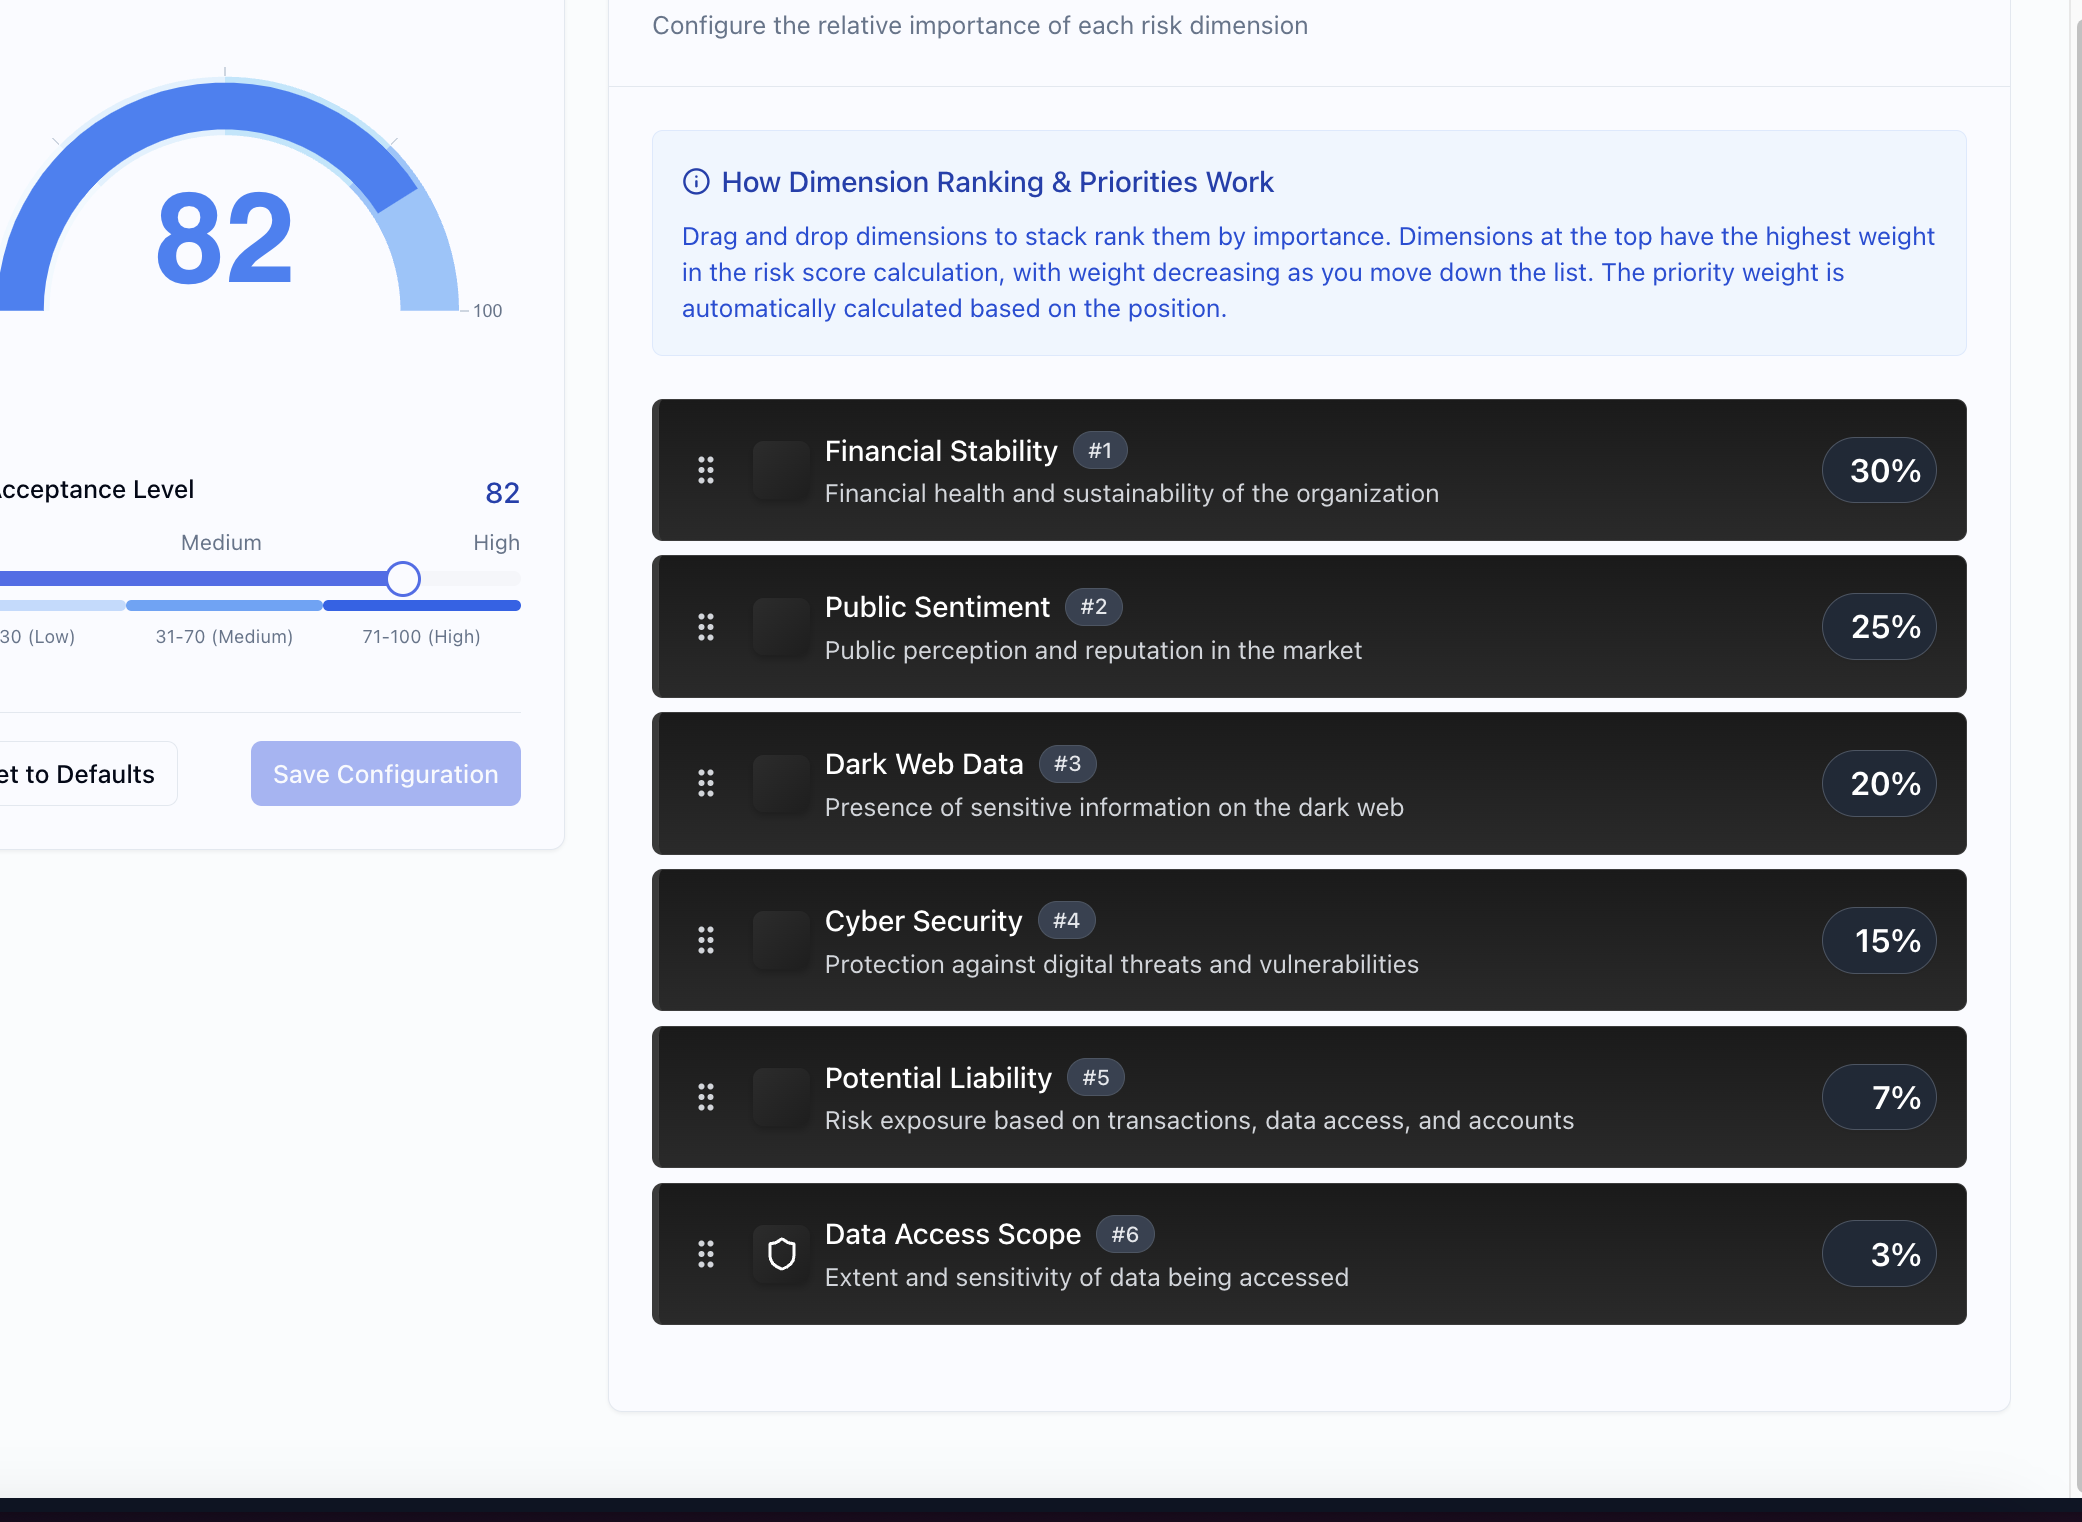 82
100
cceptance Level
82
Medium
High
30 (Low)
31-70 (Medium)
71-100 (High)
et to Defaults
Save Configuration
Configure the relative importance of each risk dimension
How Dimension Ranking & Priorities Work
Drag and drop dimensions to stack rank them by importance. Dimensions at the top have the highest weight
in the risk score calculation, with weight decreasing as you move down the list. The priority weight is
automatically calculated based on the position.
Financial Stability #1
Financial health and sustainability of the organization
30%
Public Sentiment #2
Public perception and reputation in the market
25%
Dark Web Data #3
Presence of sensitive information on the dark web
20%
Cyber Security #4
Protection against digital threats and vulnerabilities
15%
Potential Liability #5
Risk exposure based on transactions, data access, and accounts
7%
Data Access Scope #6
Extent and sensitivity of data being accessed
3%